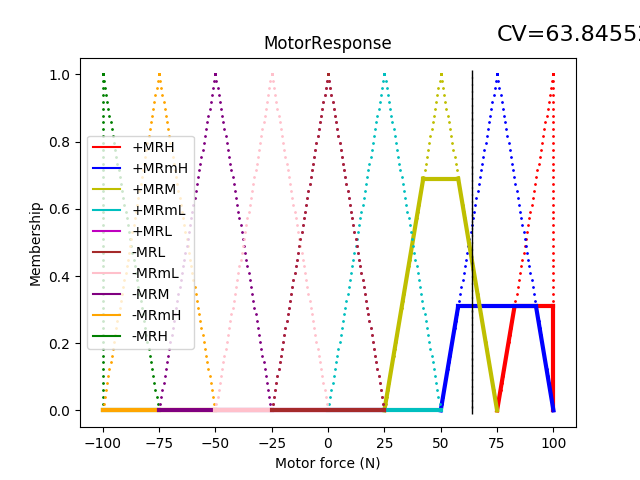 CV=63.8455
MotorResponse
Membership
1.0
0.8
0.6
0.4
0.2
0.0
+MRH
+MRmH
+MRM
+MRmL
+MRL
-MRL
-MRmL
-MRM
-MRmH
-MRH
−100 −75 −50 −25 0 25 50 75 100
Motor force (N)